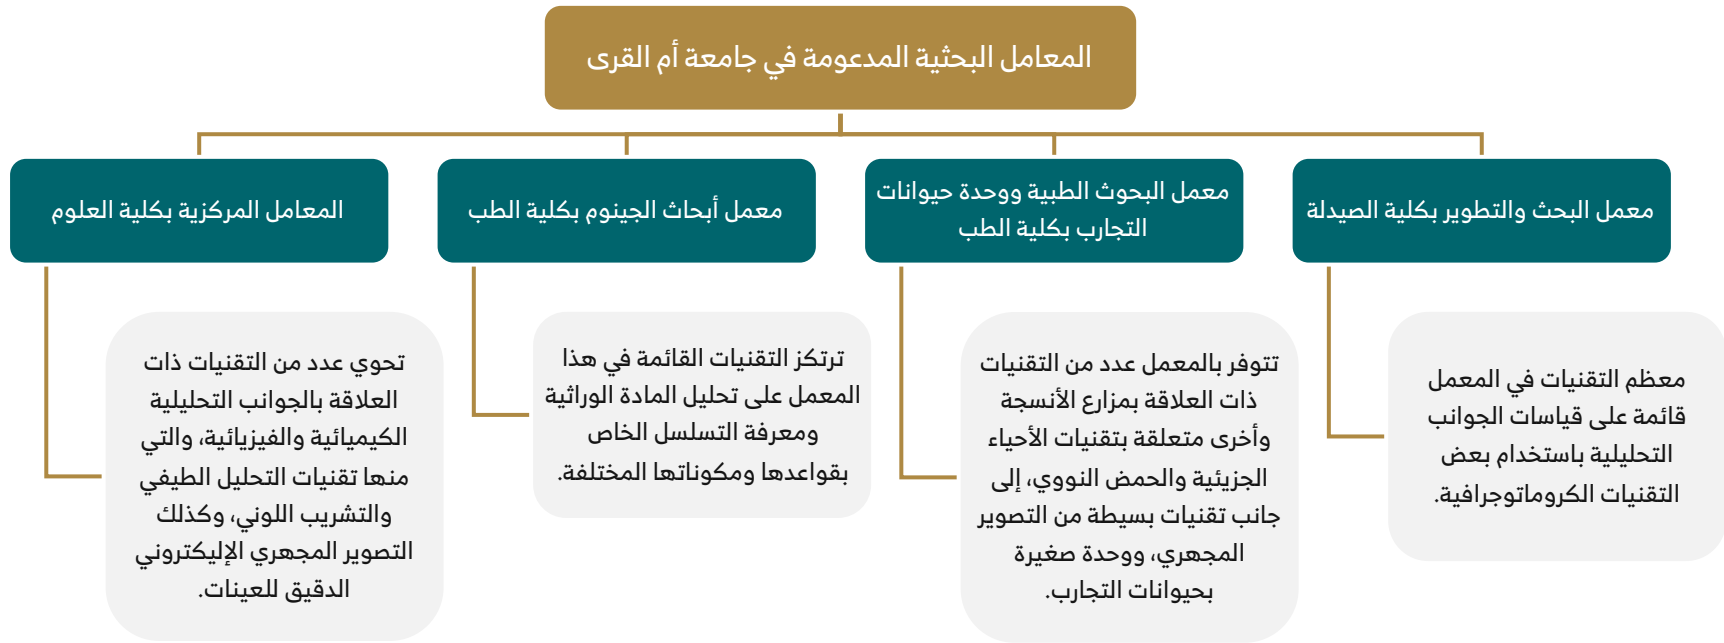 المعامل البحثية المدعومة في جامعة أم القرى
معمل البحث والتطوير بكلية الصيدلة
معظم التقنيات في المعمل
قائمة على قياسات الجوانب
التحليلية باستخدام بعض
التقنيات الكروماتوجرافية.
معمل البحوث الطبية ووحدة حيوانات
التجارب بكلية الطب
تتوفر بالمعمل عدد من التقنيات
ذات العلاقة بمزارع الأنسجة
وأخرى متعلقة بتقنيات الأحياء
الجزيئية والحمض النووي، إلى
جانب تقنيات بسيطة من التصوير
المجهري، ووحدة صغيرة
بحيوانات التجارب.
معمل أبحاث الجينوم بكلية الطب
ترتكز التقنيات القائمة في هذا
المعمل على تحليل المادة الوراثية
ومعرفة التسلسل الخاص
بقواعدها ومكوناتها المختلفة.
المعامل المركزية بكلية العلوم
تحوي عدد من التقنيات ذات
العلاقة بالجوانب التحليلية
الكيميائية والفيزيائية، والتي
منها تقنيات التحليل الطيفي
والتشريب اللوني، وكذلك
التصوير المجهري الإليكتروني
الدقيق للعينات.